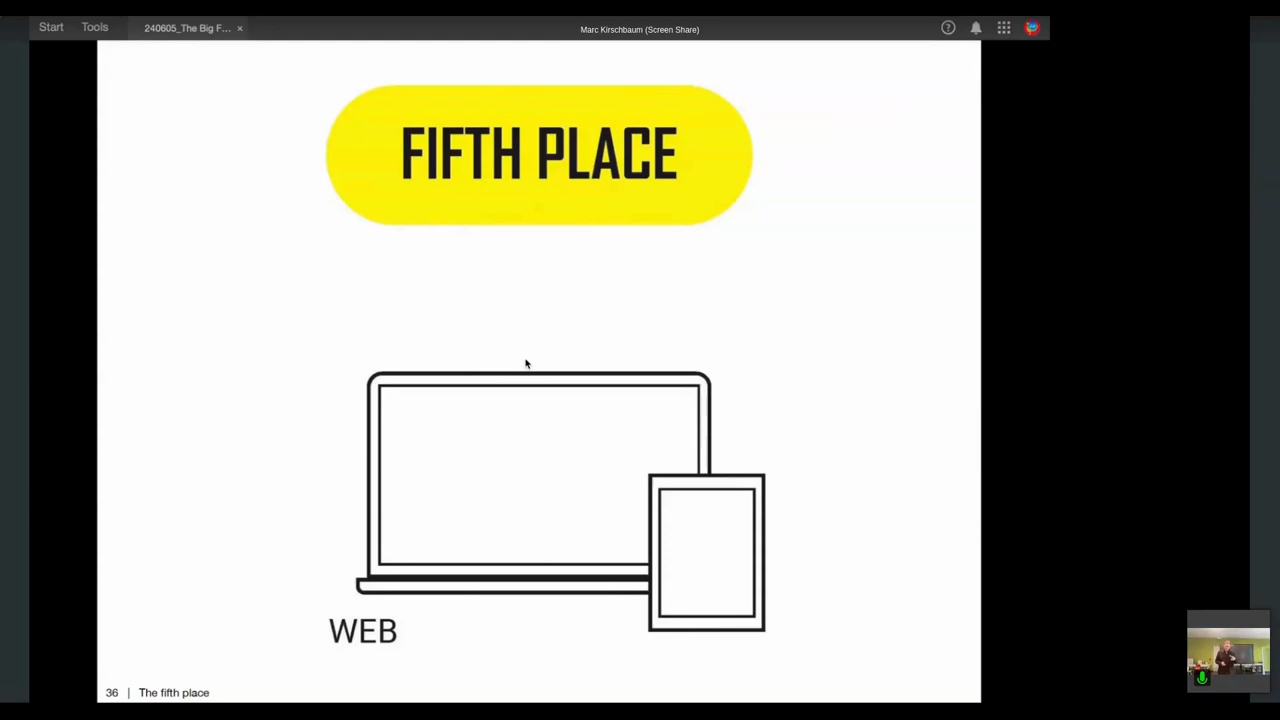 Start Tools 240605_The Big F... × Marc Kirschbaum (Screen Share)
FIFTH PLACE
WEB
36 | The fifth place